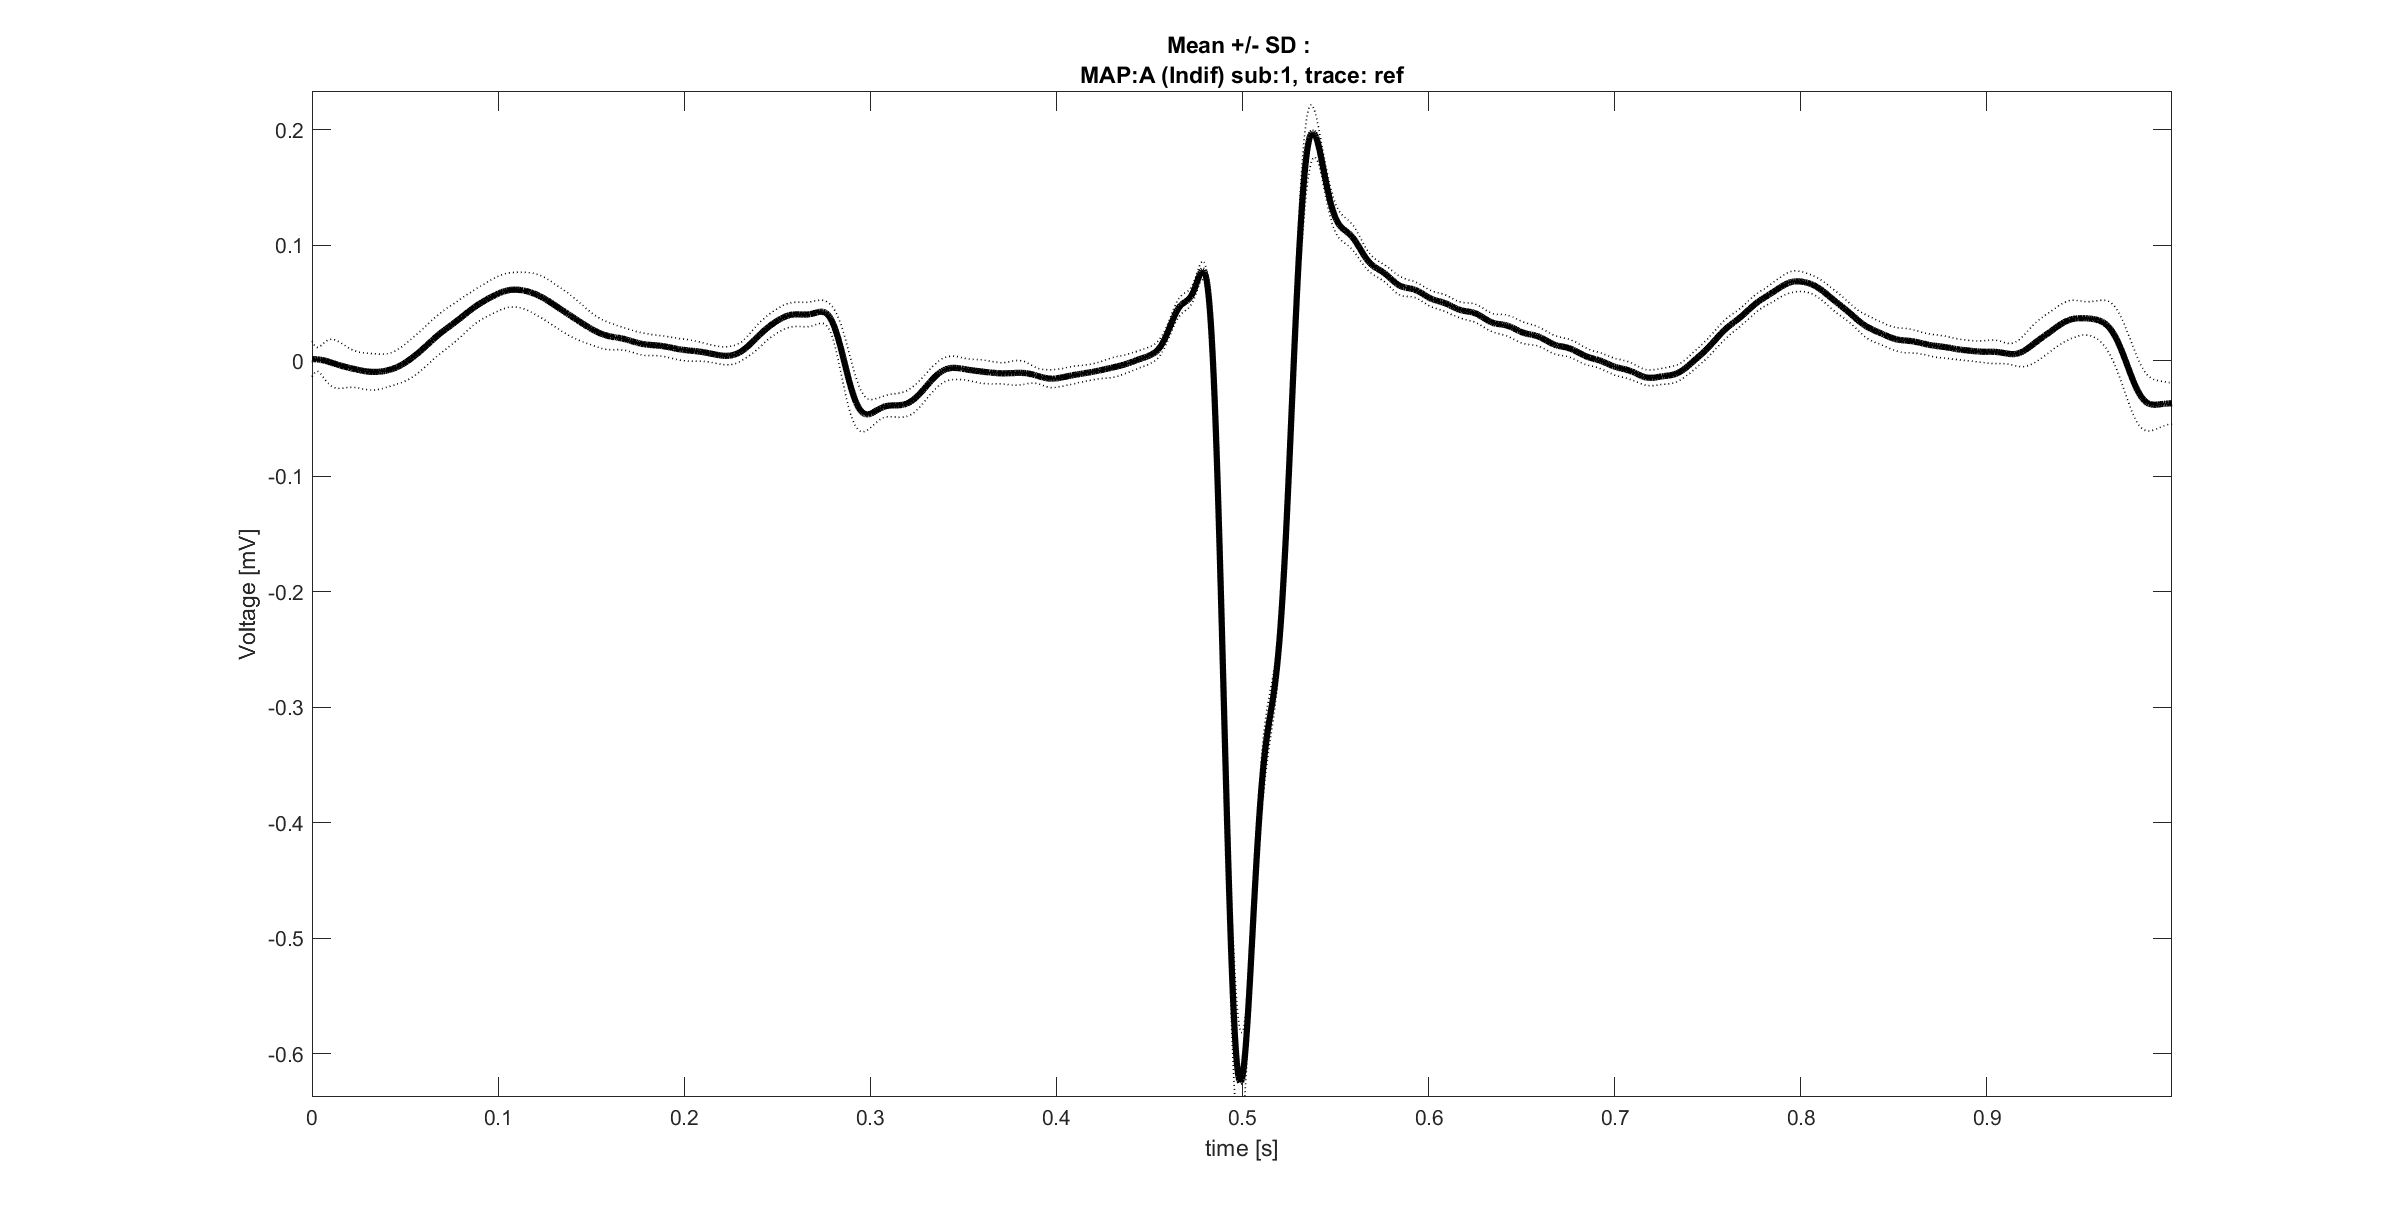 Mean +/- SD :
MAP:A (Indif) sub:1, trace: ref
0.2
0.1
0
-0.1
-0.2
-0.3
-0.4
-0.5
-0.6
Voltage [mV]
0 0.1 0.2 0.3 0.4 0.5 0.6 0.7 0.8 0.9
time [s]